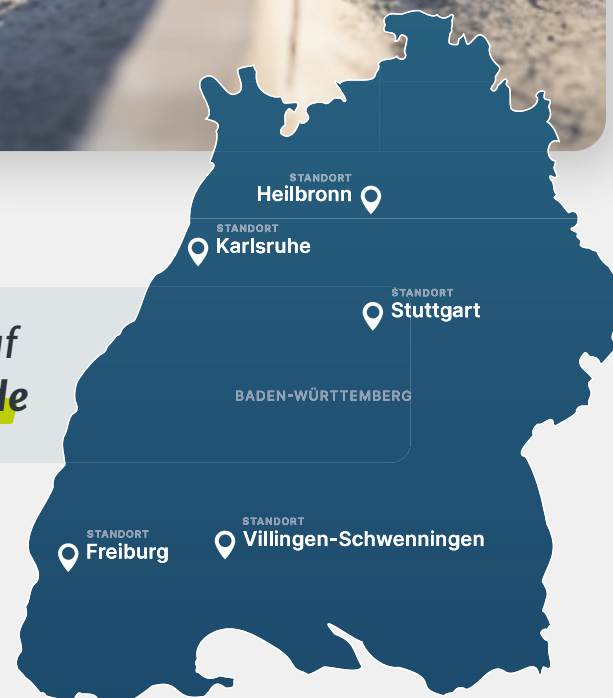 STANDORT
Heilbronn
STANDORT
Karlsruhe
STANDORT
Stuttgart
BADEN-WÜRTTEMBERG
STANDORT
Villingen-Schwenningen
STANDORT
Freiburg